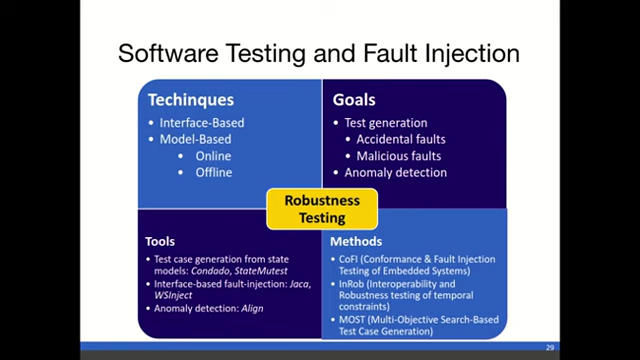 Software Testing and Fault Injection
Techinques
• Interface-Based
• Model-Based
• Online
• Offline
Goals
• Test generation
• Accidental faults
• Malicious faults
• Anomaly detection
Robustness
Testing
Tools
• Test case generation from state
models: Condado, StateMutest
• Interface-based fault-injection: Jaca,
WSInject
• Anomaly detection: Align
Methods
• CoFI (Conformance & Fault Injection
Testing of Embedded Systems)
• InRob (Interoperability and
Robustness testing of temporal
constraints)
• MOST (Multi-Objective Search-Based
Test Case Generation)
29